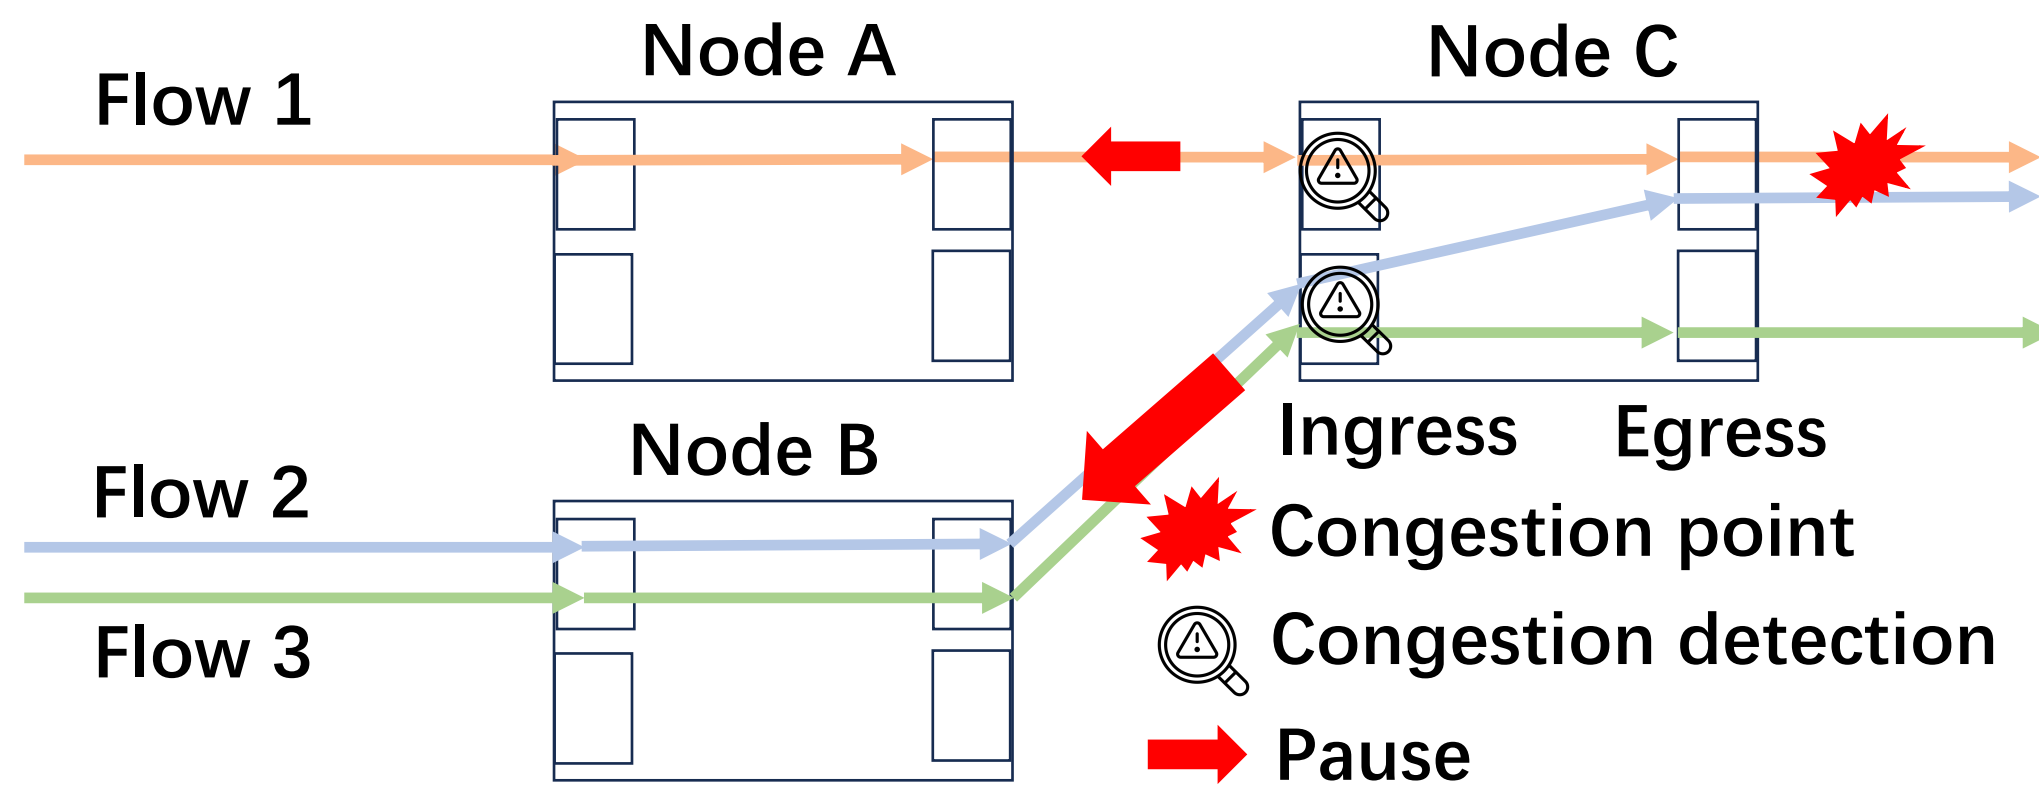 Node A
Node C
Flow 1
Ingress
Egress
Node B
Flow 2
Congestion point
Flow 3
Congestion detection
Pause